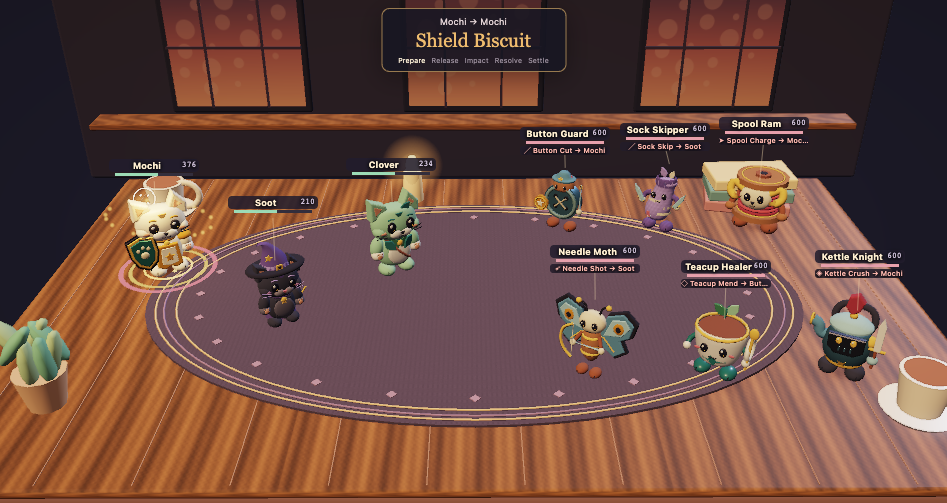 Mochi → Mochi
Shield Biscuit
Prepare Release Impact Resolve Settle
Mochi 376
Soot 210
Clover 234
Button Guard 600
Button Cut → Mochi
Sock Skipper 600
Sock Skip → Soot
Spool Ram 600
Spool Charge → Moc...
Needle Moth 600
Needle Shot → Soot
Teacup Healer 600
Teacup Mend → But...
Kettle Knight 600
Kettle Crush → Mochi